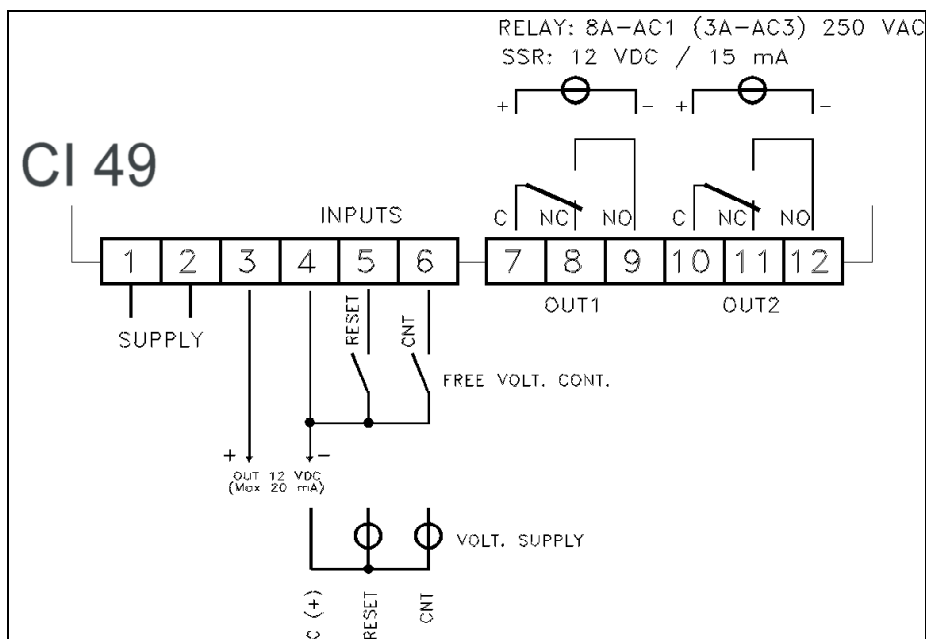 RELAY: 8A-AC1 (3A-AC3) 250 VAC
SSR: 12 VDC / 15 mA
+ - + -
CI 49
INPUTS
C NC NO C NC NO
1 2 3 4 5 6 7 8 9 10 11 12
SUPPLY
RESET
CNT
OUT1
OUT2
FREE VOLT. CONT.
+ -
OUT 12 VDC
(Max 20 mA)
VOLT. SUPPLY
C (+)
RESET
CNT